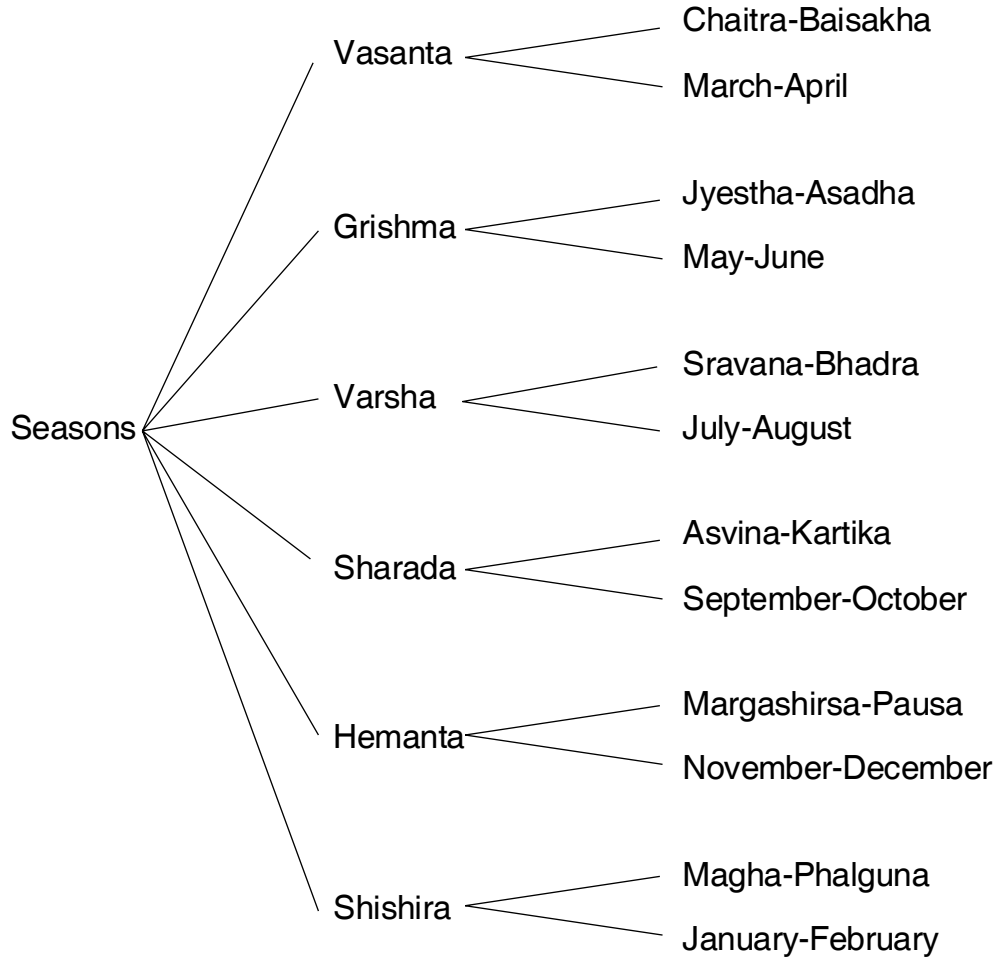 Seasons
Vasanta
Chaitra-Baisakha
March-April
Grishma
Jyestha-Asadha
May-June
Varsha
Sravana-Bhadra
July-August
Sharada
Asvina-Kartika
September-October
Hemanta
Margashirsa-Pausa
November-December
Shishira
Magha-Phalguna
January-February